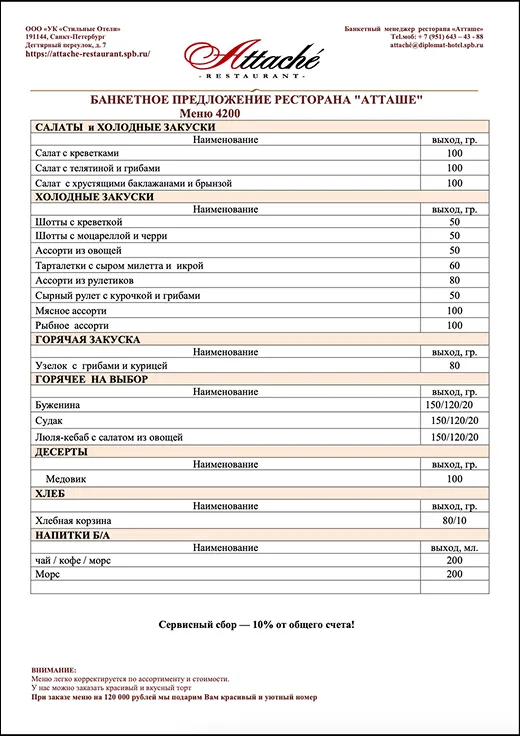 ООО «УК «Стильные Отели»
191144, Санкт-Петербург
Дегтярный переулок, д. 7
https://attache-restaurant.spb.ru/
Attaché
- RESTAURANT -
Банкетный менеджер ресторана «Атташе»
Тел.моб: + 7 (951) 643 – 43 - 88
attaché@diplomat-hotel.spb.ru
БАНКЕТНОЕ ПРЕДЛОЖЕНИЕ РЕСТОРАНА "АТТАШЕ"
Меню 4200
САЛАТЫ и ХОЛОДНЫЕ ЗАКУСКИ
Наименование выход, гр.
Салат с креветками 100
Салат с телятиной и грибами 100
Салат с хрустящими баклажанами и брынзой 100
ХОЛОДНЫЕ ЗАКУСКИ
Наименование выход, гр.
Шотты с креветкой 50
Шотты с моцареллой и черри 50
Ассорти из овощей 50
Тарталетки с сыром милетта и икрой 60
Ассорти из рулетиков 80
Сырный рулет с курочкой и грибами 50
Мясное ассорти 100
Рыбное ассорти 100
ГОРЯЧАЯ ЗАКУСКА
Наименование выход, гр.
Узелок с грибами и курицей 80
ГОРЯЧЕЕ НА ВЫБОР
Наименование выход, гр.
Буженина 150/120/20
Судак 150/120/20
Люля-кебаб с салатом из овощей 150/120/20
ДЕСЕРТЫ
Наименование выход, гр.
Медовик 100
ХЛЕБ
Наименование выход, гр.
Хлебная корзина 80/10
НАПИТКИ Б/А
Наименование выход, мл.
чай / кофе / морс 200
Морс 200
Сервисный сбор — 10% от общего счета!
ВНИМАНИЕ:
Меню легко корректируется по ассортименту и стоимости.
У нас можно заказать красивый и вкусный торт
При заказе меню на 120 000 рублей мы подарим Вам красивый и уютный номер